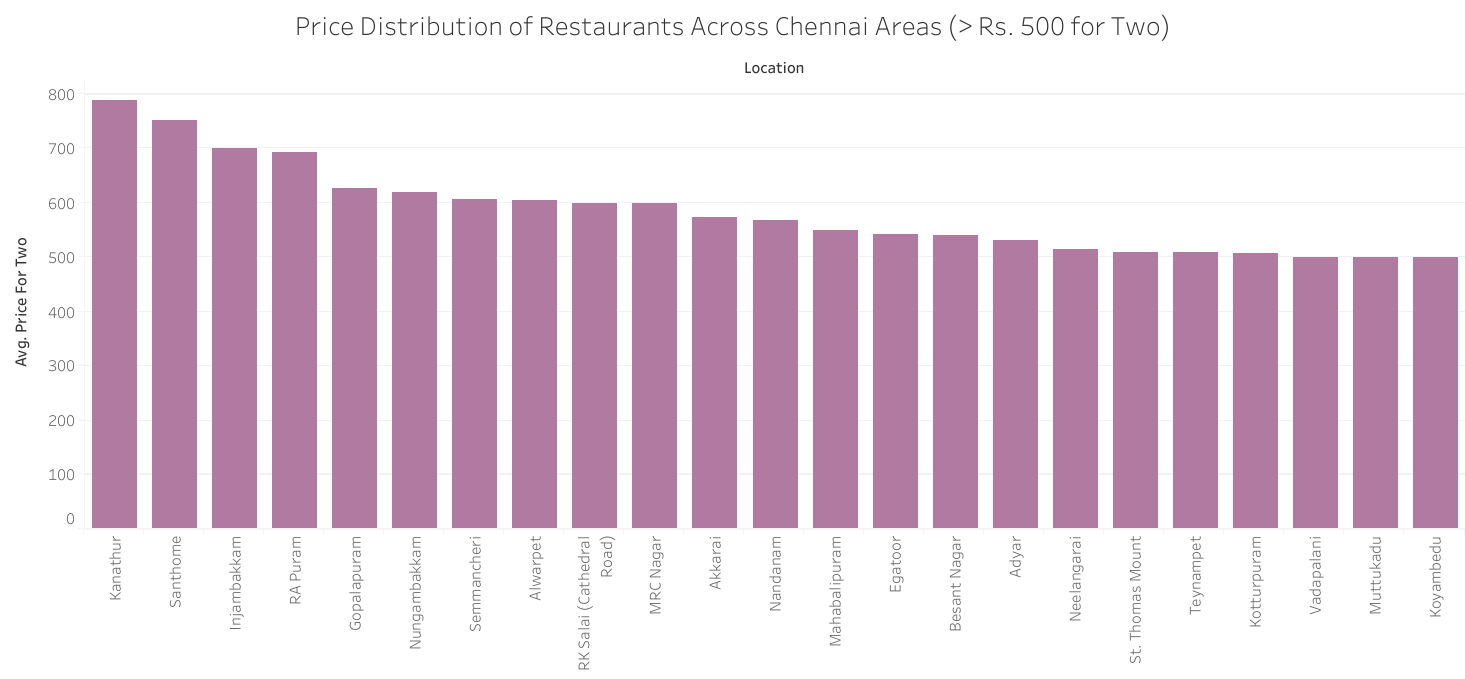 Price Distribution of Restaurants Across Chennai Areas (> Rs. 500 for Two)
Location
Avg. Price For Two
800
700
600
500
400
300
200
100
0
Kanathur
Santhome
Injambakkam
RA Puram
Gopalapuram
Nungambakkam
Semmancheri
Alwarpet
RK Salai (Cathedral
Road)
MRC Nagar
Akkarai
Nandanam
Mahabalipuram
Egatoor
Besant Nagar
Adyar
Neelangarai
St. Thomas Mount
Teynampet
Kotturpuram
Vadapalani
Muttukadu
Koyambedu